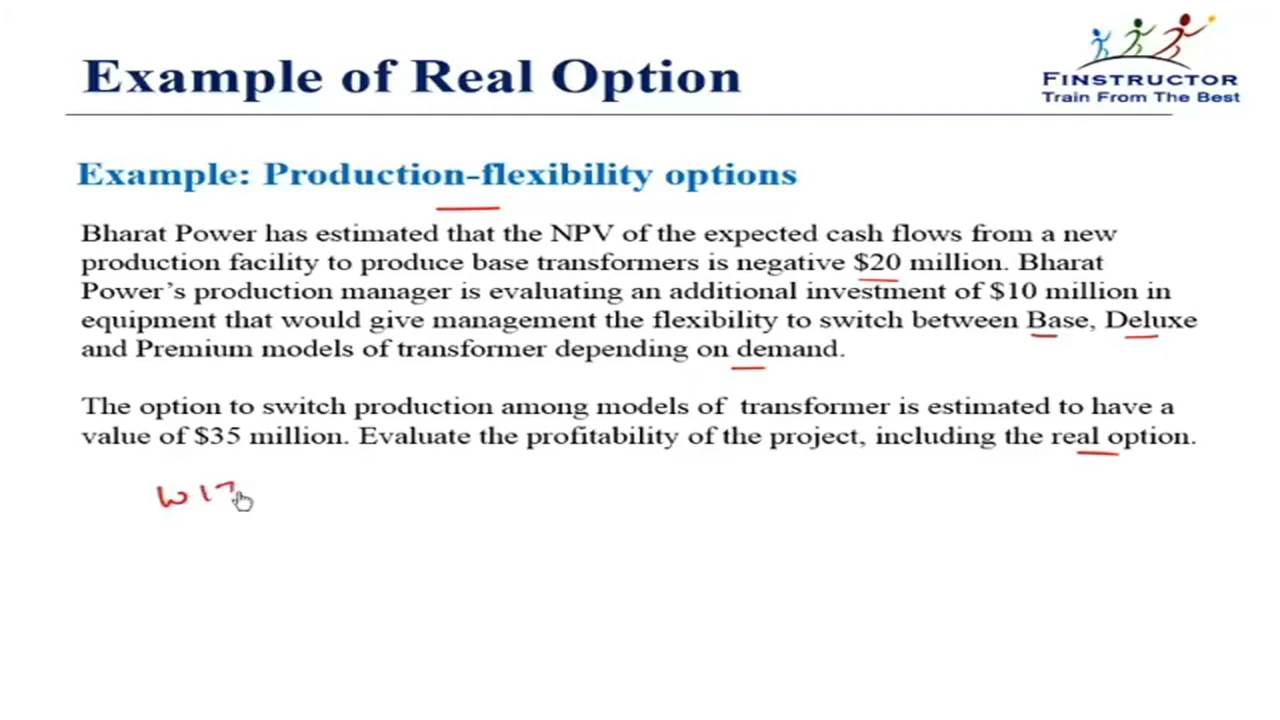 Example of Real Option
FINSTRUCTOR
Train From The Best
Example: Production-flexibility options
Bharat Power has estimated that the NPV of the expected cash flows from a new
production facility to produce base transformers is negative $20 million. Bharat
Power's production manager is evaluating an additional investment of $10 million in
equipment that would give management the flexibility to switch between Base, Deluxe
and Premium models of transformer depending on demand.
The option to switch production among models of transformer is estimated to have a
value of $35 million. Evaluate the profitability of the project, including the real option.